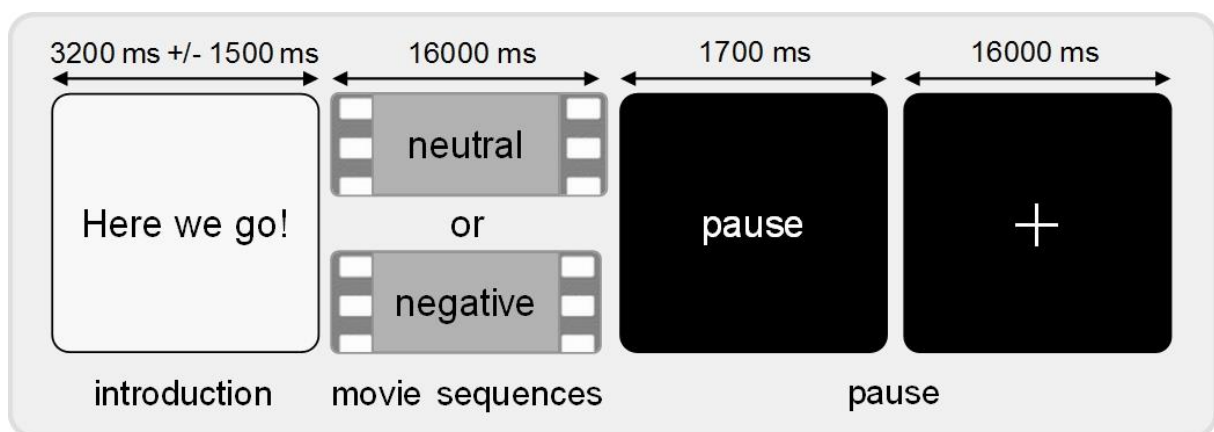 3200 ms +/- 1500 ms 16000 ms 1700 ms 16000 ms
neutral
Here we go! or pause
negative
introduction movie sequences pause